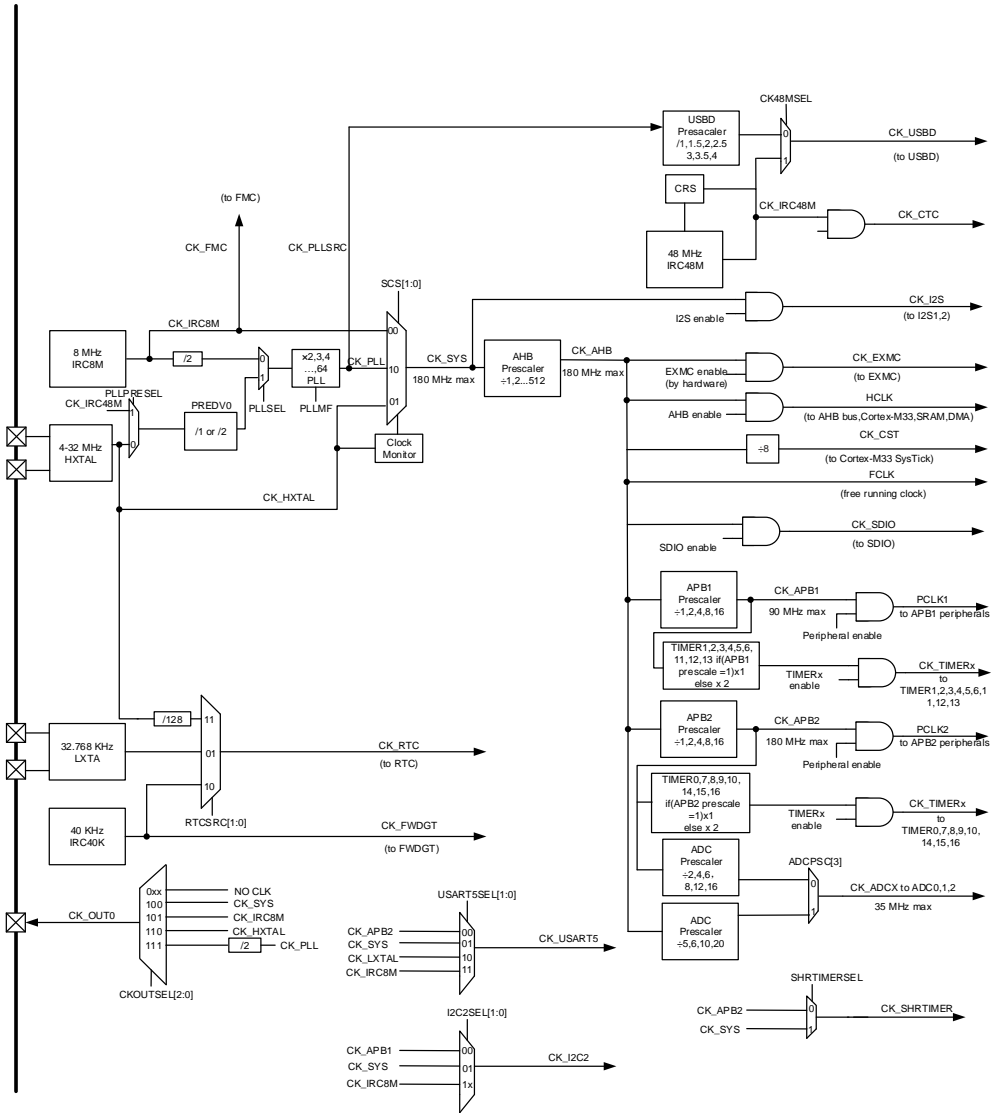 CK48MSEL
USBD
Presacaler
/1,1.5,2,2.5
3,3.5,4
0
1
CK_USBD
(to USBD)
CRS
CK_IRC48M
CK_CTC
48 MHz
IRC48M
(to FMC)
CK_FMC
CK_PLLSRC
SCS[1:0]
CK_I2S
I2S enable
(to I2S1,2)
8 MHz
IRC8M
CK_IRC8M
/2
0
1
PLLSEL
×2,3,4
…,64
PLL
PLLMF
CK_PLL
00
10
01
CK_SYS
180 MHz max
AHB
Prescaler
÷1,2...512
CK_AHB
180 MHz max
CK_EXMC
EXMC enable
(by hardware)
(to EXMC)
PLLPRESEL
CK_IRC48M
1
0
PREDV0
/1 or /2
HCLK
AHB enable
(to AHB bus,Cortex-M33,SRAM,DMA)
4-32 MHz
HXTAL
Clock
Monitor
CK_CST
÷8
(to Cortex-M33 SysTick)
FCLK
(free running clock)
CK_HXTAL
CK_SDIO
SDIO enable
(to SDIO)
APB1
Prescaler
÷1,2,4,8,16
CK_APB1
90 MHz max
PCLK1
to APB1 peripherals
Peripheral enable
TIMER1,2,3,4,5,6,
11,12,13 if(APB1
prescale =1)x1
else x 2
TIMERx
enable
CK_TIMERx
to
TIMER1,2,3,4,5,6,1
1,12,13
/128
11
01
10
RTCSRC[1:0]
32.768 KHz
LXTA
CK_RTC
(to RTC)
APB2
Prescaler
÷1,2,4,8,16
CK_APB2
180 MHz max
PCLK2
to APB2 peripherals
Peripheral enable
TIMER0,7,8,9,10,
14,15,16
if(APB2 prescale
=1)x1
else x 2
TIMERx
enable
CK_TIMERx
to
TIMER0,7,8,9,10,
14,15,16
40 KHz
IRC40K
CK_FWDGT
(to FWDGT)
ADC
Prescaler
÷2,4,6,
8,12,16
ADCPSC[3]
0
1
CK_ADCX to ADC0,1,2
35 MHz max
ADC
Prescaler
÷5,6,10,20
CK_OUT0
0xx
100
101
110
111
NO CLK
CK_SYS
CK_IRC8M
CK_HXTAL
/2
CK_PLL
CKOUTSEL[2:0]
USART5SEL[1:0]
CK_APB2
CK_SYS
CK_LXTAL
CK_IRC8M
00
01
10
11
CK_USART5
SHRTIMERSEL
CK_APB2
CK_SYS
0
1
CK_SHRTIMER
I2C2SEL[1:0]
CK_APB1
CK_SYS
CK_IRC8M
00
01
1x
CK_I2C2